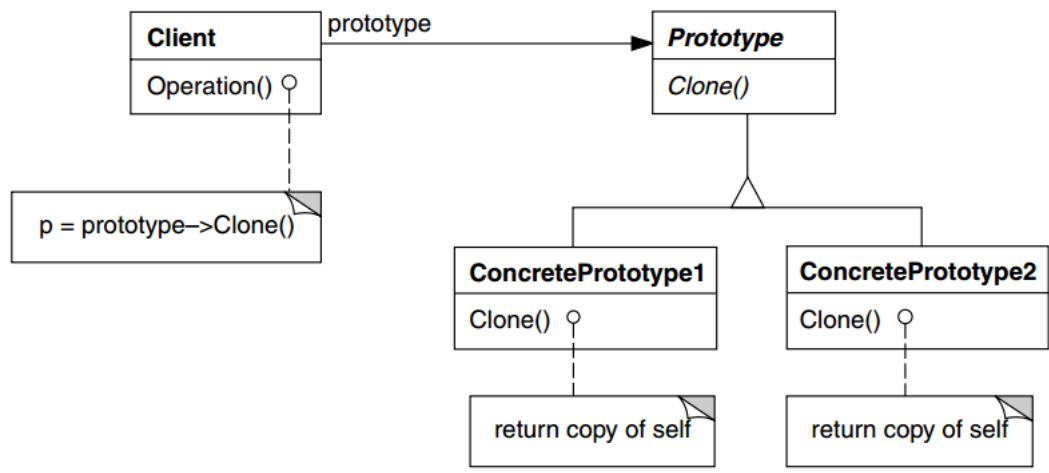 Client
prototype
Prototype
Operation()
Clone()
p = prototype–>Clone()
ConcretePrototype1
ConcretePrototype2
Clone()
Clone()
return copy of self
return copy of self